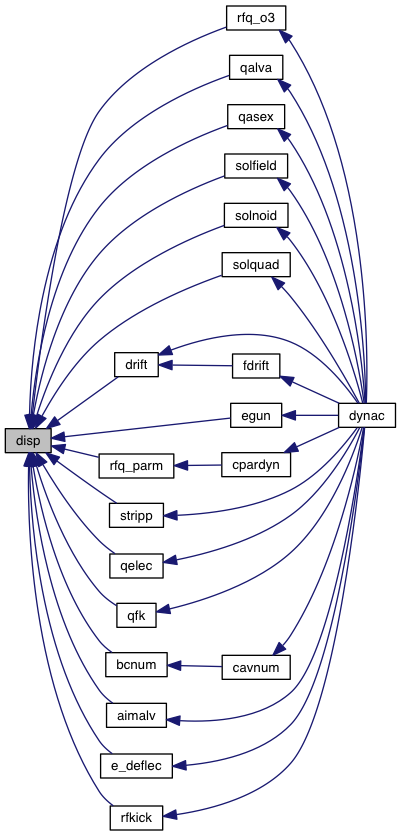 rfq_o3
qalva
qasex
solfield
solnoid
solquad
drift
fdrift
dynac
egun
disp
rfq_parm
cpardyn
stripp
qelec
qfk
bcnum
cavnum
aimalv
e_deflec
rfkick